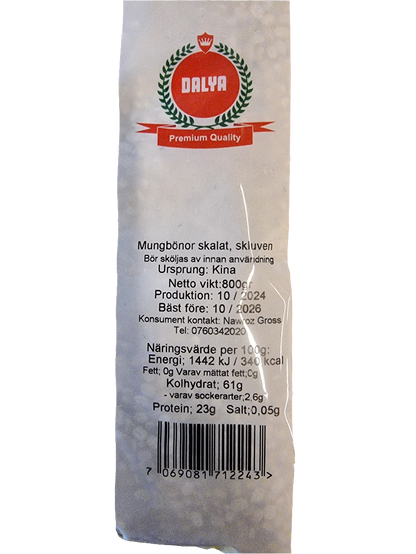 DALYA
Premium Quality
Mungbönor skalat, skluven
Bör sköljas av innan användning
Ursprung: Kina
Netto vikt:800gr
Produktion: 10 / 2024
Bäst före: 10 / 2026
Konsument kontakt: Nawroz Gross
Tel: 0760342020
Näringsvärde per 100g:
Energi; 1442 kJ / 340 kcal
Fett; 0g Varav mättat fett;0g
Kolhydrat; 61g
- varav sockerarter;2,6g
Protein; 23g Salt;0,05g
7 069081 712243 >